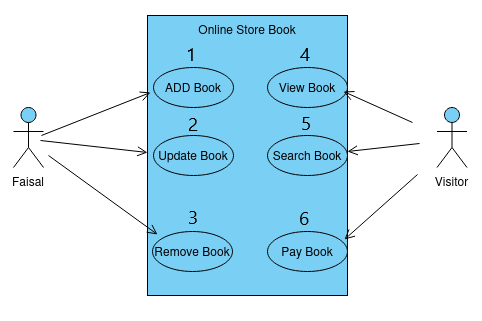 Online Store Book
1
4
ADD Book
View Book
2
5
Update Book
Search Book
Faisal
Visitor
3
6
Remove Book
Pay Book